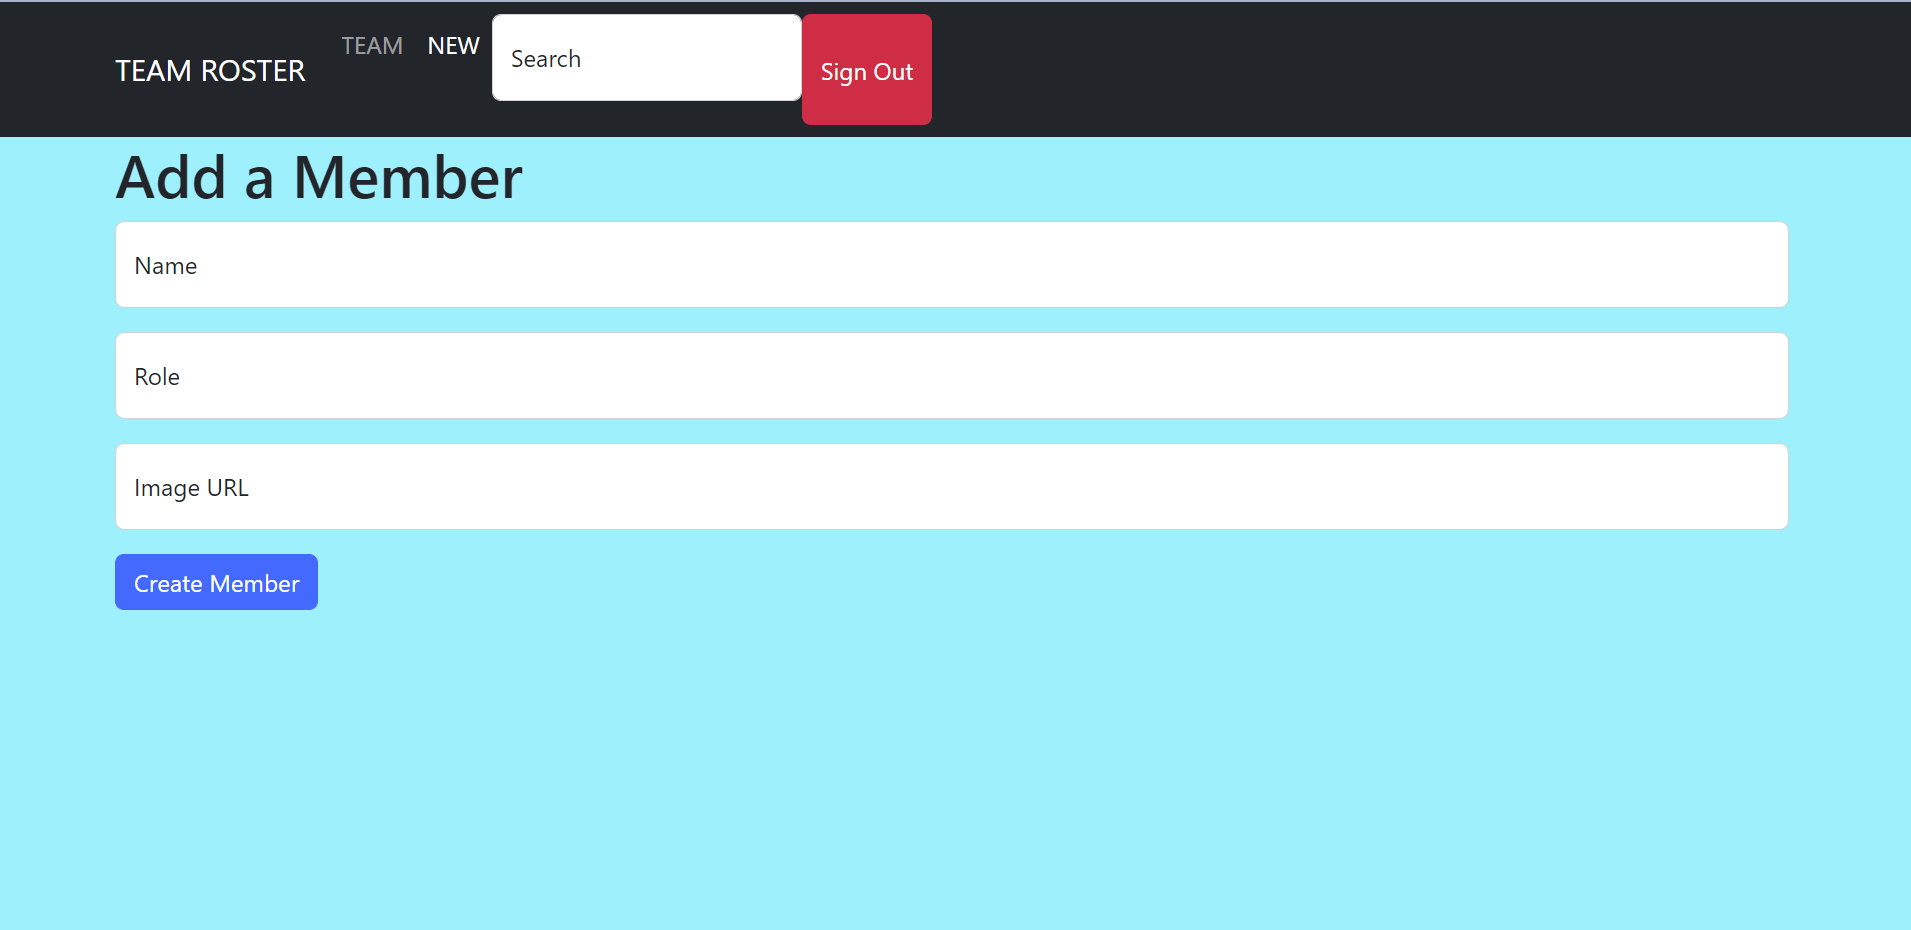 TEAM ROSTER TEAM NEW Search Sign Out
Add a Member
Name
Role
Image URL
Create Member